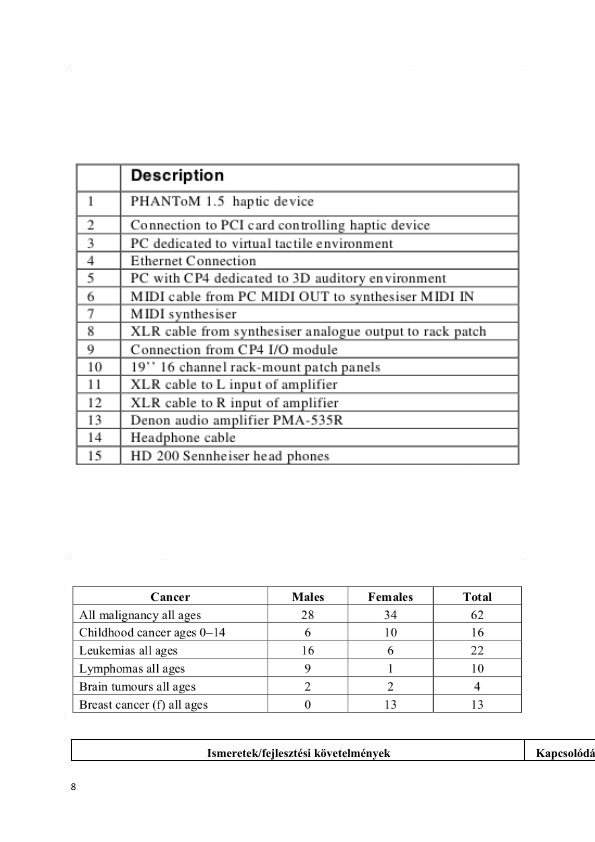 Description
1 PHANToM 1.5 haptic device
2 Connection to PCI card controlling haptic device
3 PC dedicated to virtual tactile environment
4 Ethernet Connection
5 PC with CP4 dedicated to 3D auditory environment
6 MIDI cable from PC MIDI OUT to synthesiser MIDI IN
7 MIDI synthesiser
8 XLR cable from synthesiser analogue output to rack patch
9 Connection from CP4 I/O module
10 19’’ 16 channel rack-mount patch panels
11 XLR cable to L input of amplifier
12 XLR cable to R input of amplifier
13 Denon audio amplifier PMA-535R
14 Headphone cable
15 HD 200 Sennheiser head phones
Cancer Males Females Total
All malignancy all ages 28 34 62
Childhood cancer ages 0–14 6 10 16
Leukemias all ages 16 6 22
Lymphomas all ages 9 1 10
Brain tumours all ages 2 2 4
Breast cancer (f) all ages 0 13 13
Ismeretek/fejlesztési követelmények Kapcsolódá
8